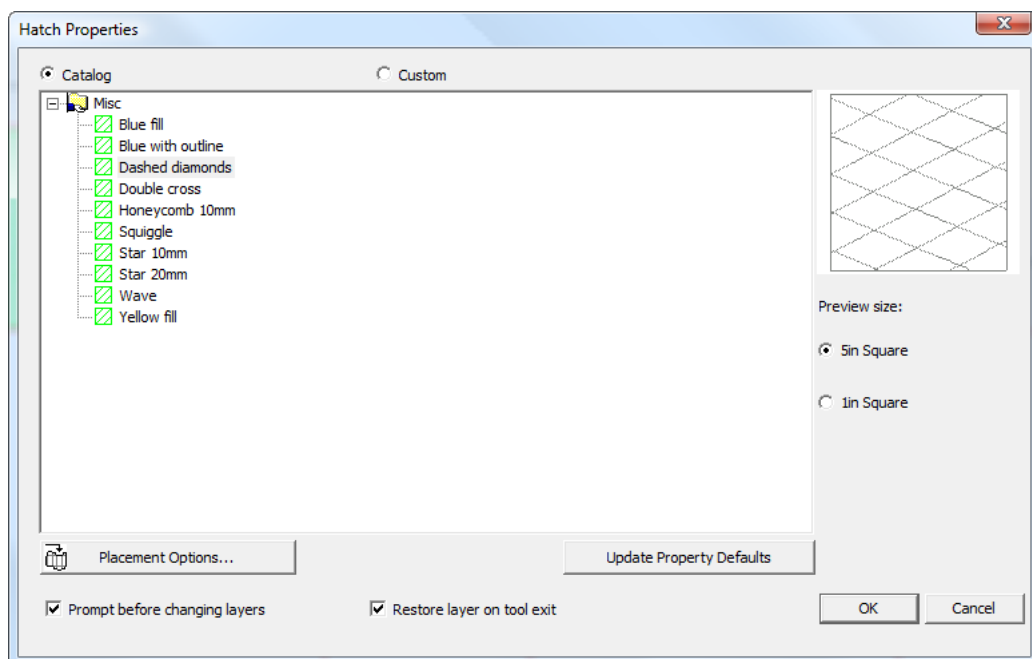 Hatch Properties
Catalog
Custom
Misc
Blue fill
Blue with outline
Dashed diamonds
Double cross
Honeycomb 10mm
Squiggle
Star 10mm
Star 20mm
Wave
Yellow fill
Preview size:
5in Square
1in Square
Placement Options...
Update Property Defaults
Prompt before changing layers
Restore layer on tool exit
OK
Cancel